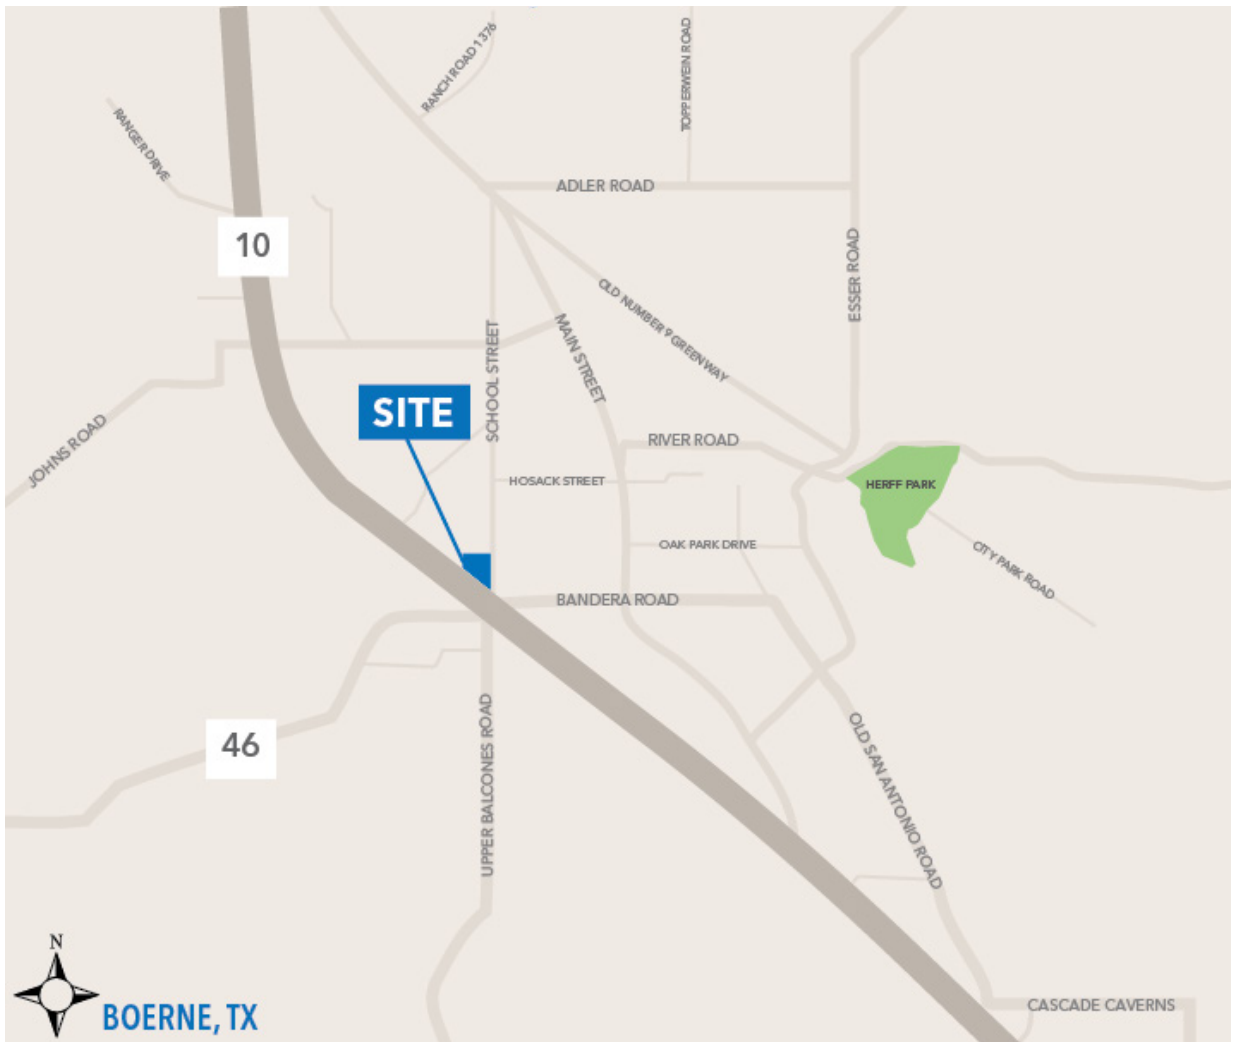 RANCH ROAD 1376
TOPPERWEIN ROAD
RANGER DRIVE
ADLER ROAD
10
ESSER ROAD
OLD NUMBER 9 GREENWAY
MAIN STREET
SCHOOL STREET
SITE
JOHNS ROAD
RIVER ROAD
HOSACK STREET
HERFF PARK
OAK PARK DRIVE
CITY PARK ROAD
BANDERA ROAD
46
UPPER BALCONES ROAD
OLD SAN ANTONIO ROAD
N
BOERNE, TX
CASCADE CAVERNS